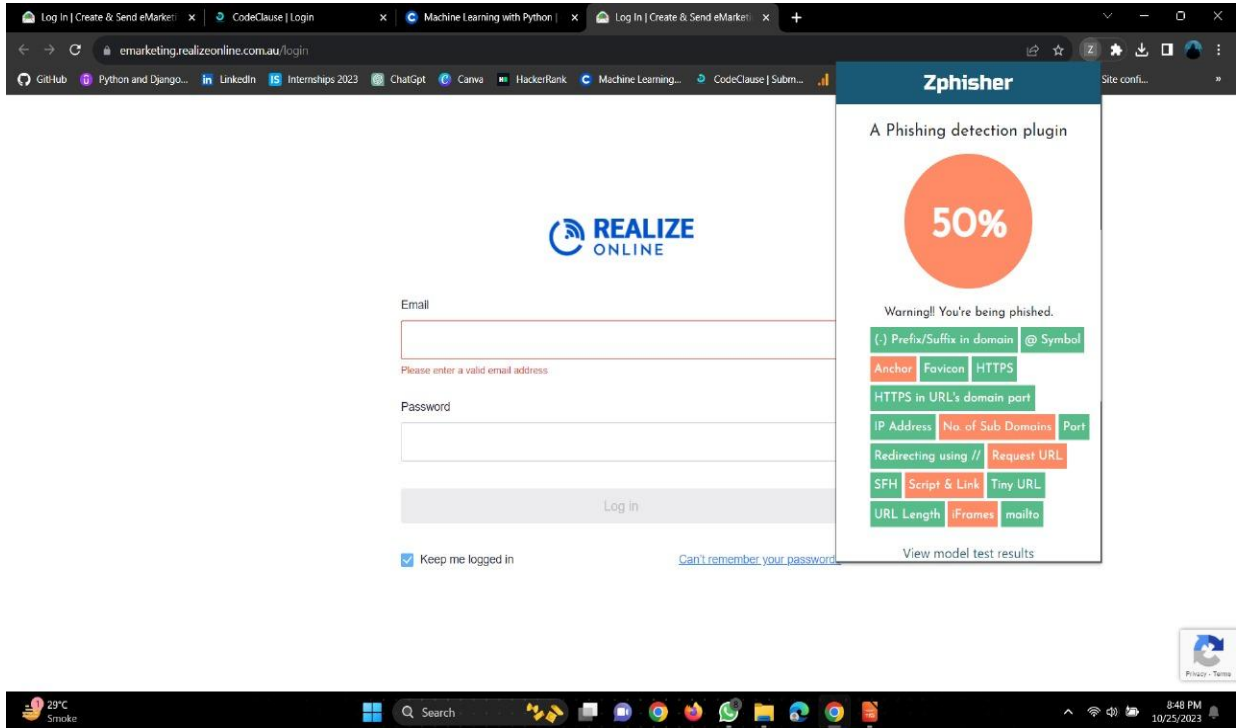 Log In | Create & Send eMarketi
CodeClause | Login
Machine Learning with Python |
Log In | Create & Send eMarketi
emarketing.realizeonline.com.au/login
Z
GitHub
Python and Django...
LinkedIn
Internships 2023
ChatGpt
Canva
HackerRank
Machine Learning...
CodeClause | Subm...
Site confi...
Zphisher
A Phishing detection plugin
50%
Warning!! You're being phished.
(-) Prefix/Suffix in domain @ Symbol
Anchor Favicon HTTPS
HTTPS in URL's domain part
IP Address No. of Sub Domains Port
Redirecting using // Request URL
SFH Script & Link Tiny URL
URL Length iFrames mailto
View model test results
REALIZE
ONLINE
Email
Please enter a valid email address
Password
Log in
Keep me logged in
Can't remember your password
Privacy - Terms
1
29°C
Smoke
Search
8:48 PM
10/25/2023